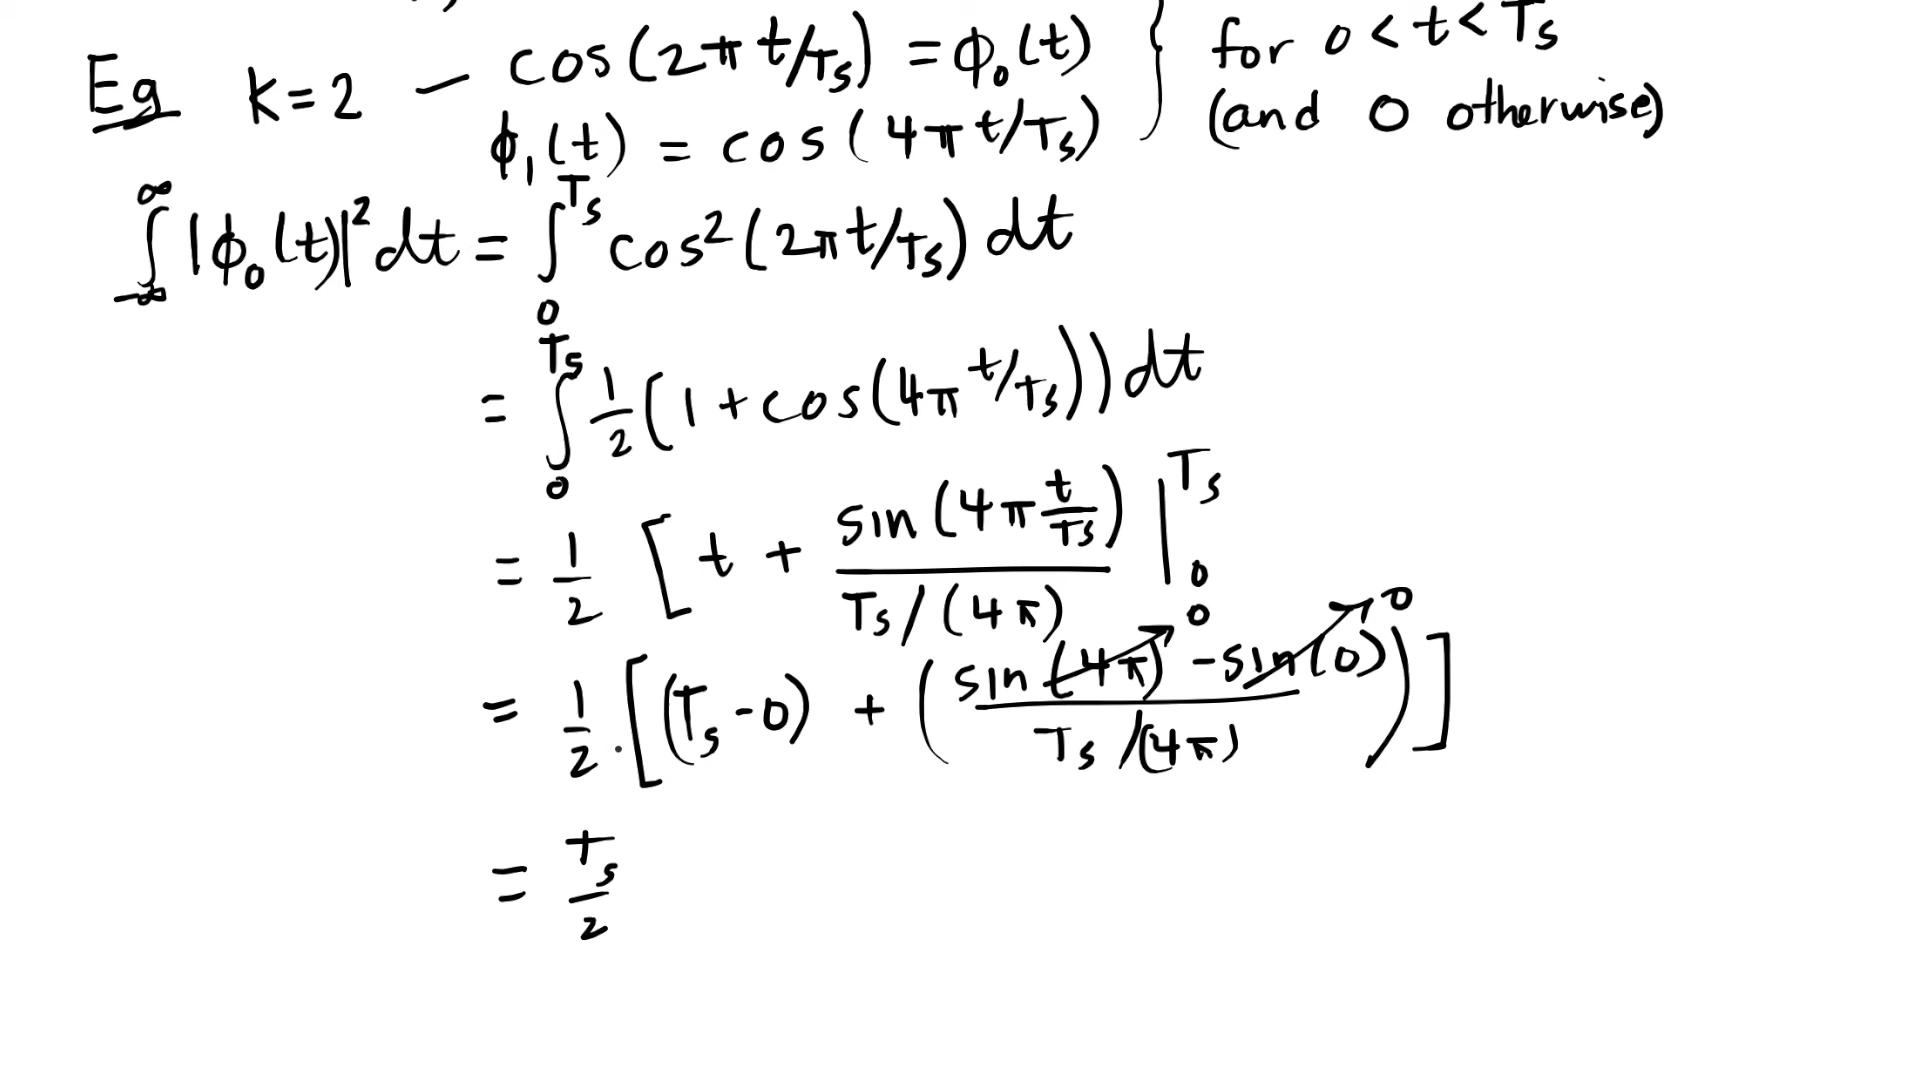 Eg K=2 — cos(2πt/Ts) = ϕ₀(t) } for 0<t<Ts
ϕ₁(t) = cos(4πt/Ts) (and 0 otherwise)
∫_{-∞}^{∞} |ϕ₀(t)|² dt = ∫_0^{Ts} cos²(2πt/Ts) dt
= ∫_0^{Ts} 1/2 (1 + cos(4πt/Ts)) dt
= 1/2 [ t + sin(4π t/Ts) / (Ts/(4π)) |_0^{Ts}
= 1/2 · [(Ts - 0) + ( (sin(4π)→0 - sin(0)→0) / (Ts/(4π)) )]
= Ts/2